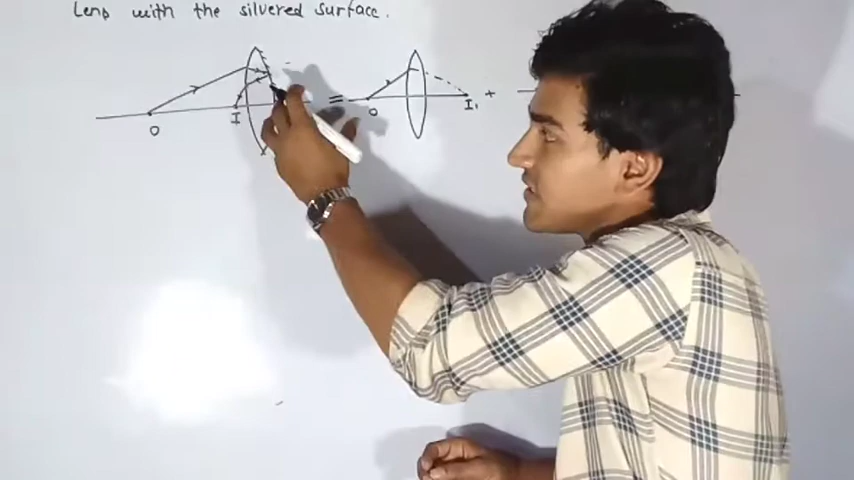 Lens with the silvered surface.
O I = O I₁ +